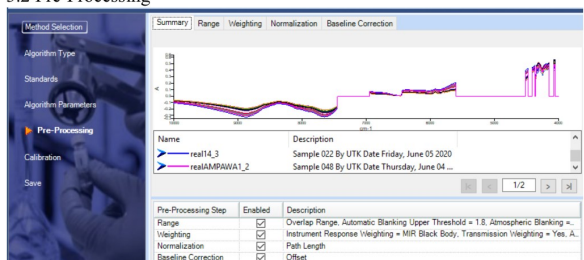 5.2 Pre-Processing
Method Selection
Algorithm Type
Standards
Algorithm Parameters
Pre-Processing
Calibration
Save
Summary Range Weighting Normalization Baseline Correction
A
cm-1
Name Description
real14_3 Sample 022 By UTK Date Friday, June 05 2020
realAMPAWA1_2 Sample 048 By UTK Date Thursday, June 04 ...
1/2
Pre-Processing Step Enabled Description
Range Overlap Range, Automatic Blanking Upper Threshold = 1.8, Atmospheric Blanking =..
Weighting Instrument Response Weighting = MIR Black Body, Transmission Weighting = Yes, A..
Normalization Path Length
Baseline Correction Offset